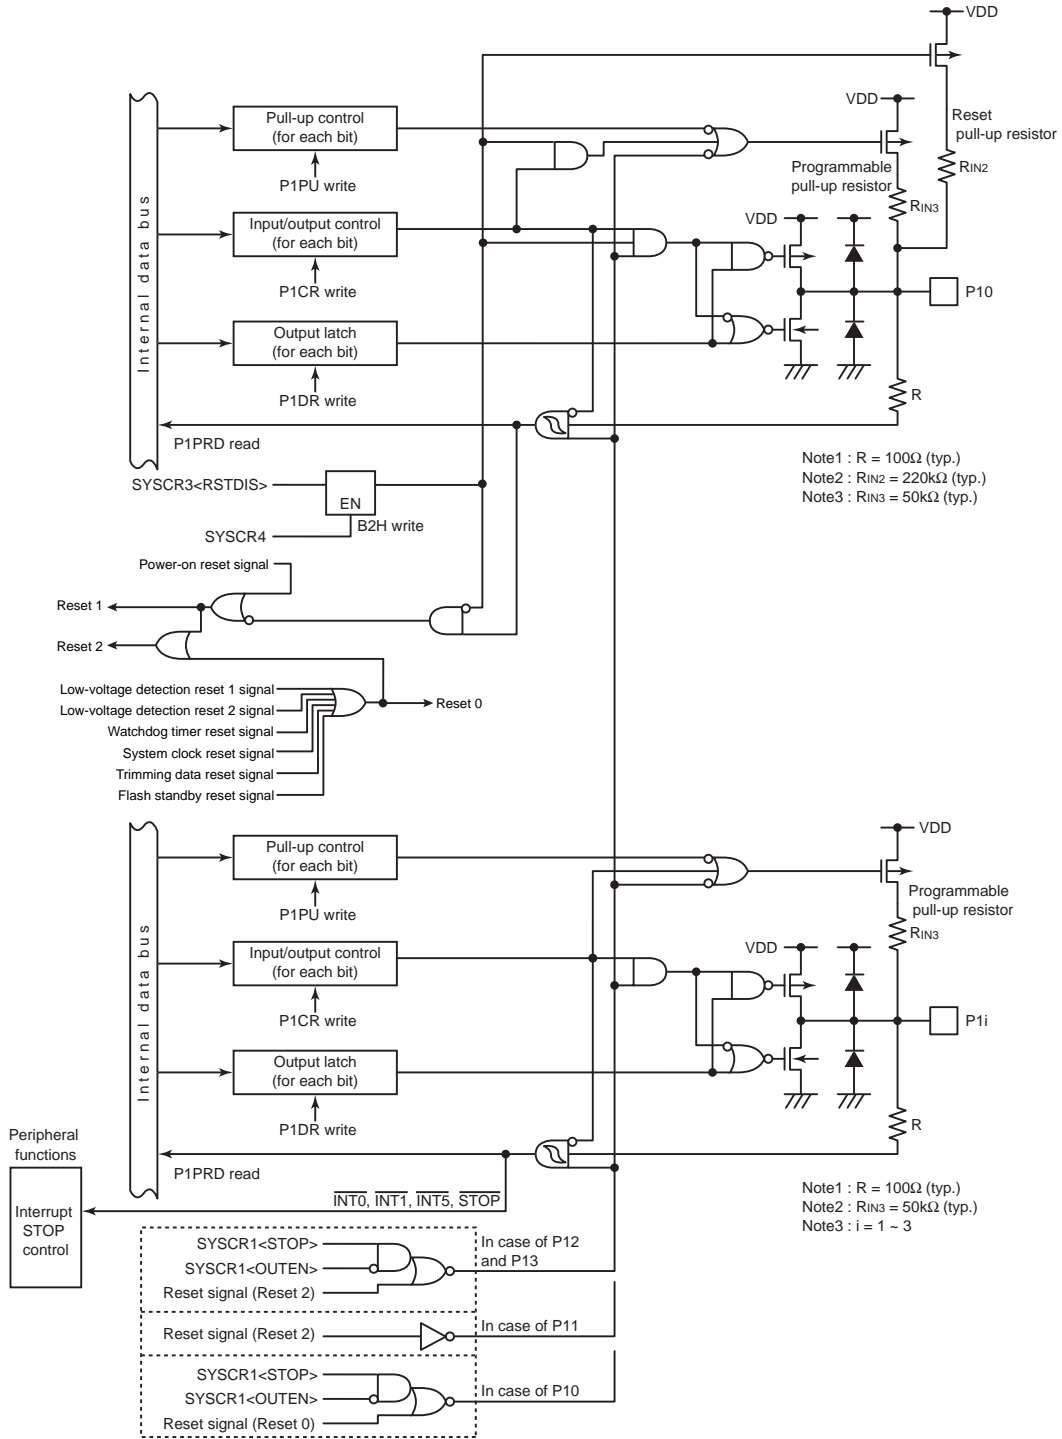 VDD
VDD
Reset
pull-up resistor
Internal data bus
Pull-up control
(for each bit)
P1PU write
Programmable
pull-up resistor
RIN2
RIN3
Input/output control
(for each bit)
VDD
P1CR write
P10
Output latch
(for each bit)
P1DR write
R
P1PRD read
Note1 : R = 100Ω (typ.)
Note2 : RIN2 = 220kΩ (typ.)
Note3 : RIN3 = 50kΩ (typ.)
SYSCR3<RSTDIS>
EN
B2H write
SYSCR4
Power-on reset signal
Reset 1
Reset 2
Low-voltage detection reset 1 signal
Reset 0
Low-voltage detection reset 2 signal
Watchdog timer reset signal
System clock reset signal
Trimming data reset signal
Flash standby reset signal
VDD
Internal data bus
Pull-up control
(for each bit)
P1PU write
Programmable
pull-up resistor
RIN3
Input/output control
(for each bit)
VDD
P1CR write
P1i
Output latch
(for each bit)
P1DR write
R
P1PRD read
Peripheral
functions
Interrupt
STOP
control
INT0, INT1, INT5, STOP
Note1 : R = 100Ω (typ.)
Note2 : RIN3 = 50kΩ (typ.)
Note3 : i = 1 ~ 3
SYSCR1<STOP>
SYSCR1<OUTEN>
Reset signal (Reset 2)
In case of P12
and P13
Reset signal (Reset 2)
In case of P11
SYSCR1<STOP>
SYSCR1<OUTEN>
Reset signal (Reset 0)
In case of P10